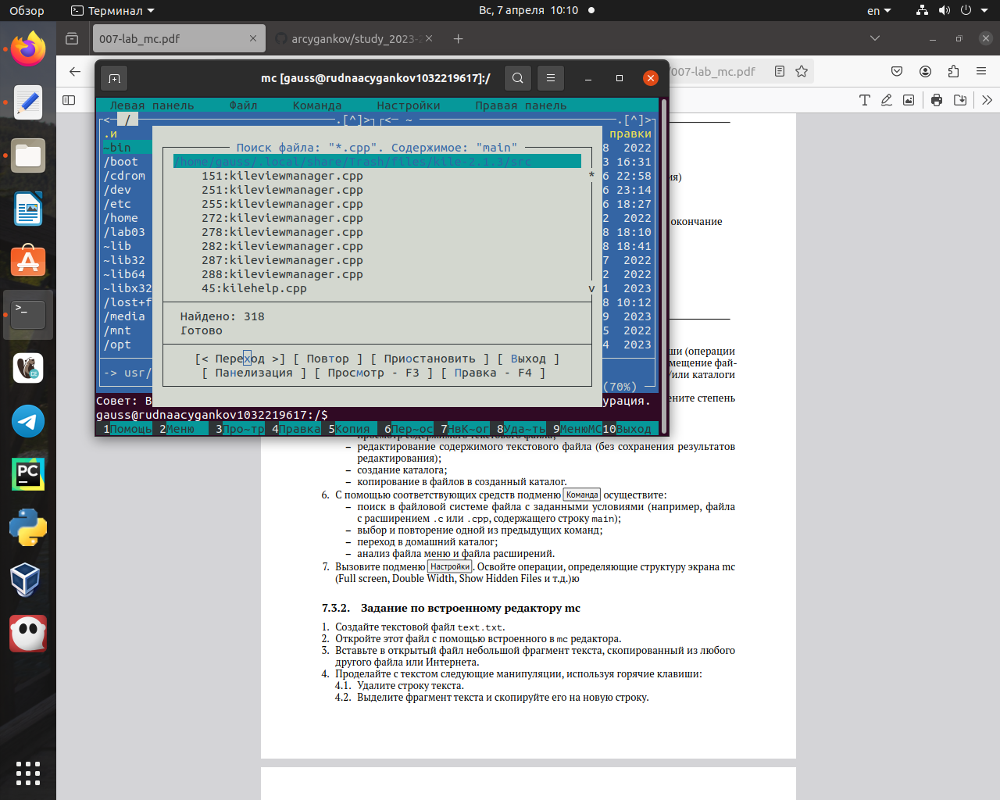 Обзор
Терминал
Вс, 7 апреля 10:10
en
007-lab_mc.pdf
arcygankov/study_2023-2
/007-lab_mc.pdf
mc [gauss@rudnaacygankov1032219617]:/
Левая панель Файл Команда Настройки Правая панель
<─ / .[^]> <─ ~ .[^]>
.и правки
~bin 8 2022
/boot 3 16:31
/cdrom 6 22:58
/dev 6 23:14
/etc 6 18:27
/home 2 2022
/lab03 8 18:10
~lib 8 18:41
~lib32 7 2022
~lib64 2 2022
~libx32 1 2023
/lost+f 8 10:12
/media 9 2023
/mnt 5 2022
/opt 4 2023
-> usr/
(70%)
Поиск файла: "*.cpp". Содержимое: "main"
/home/gauss/.local/share/Trash/files/kile-2.1.3/src
151:kileviewmanager.cpp
251:kileviewmanager.cpp
255:kileviewmanager.cpp
272:kileviewmanager.cpp
278:kileviewmanager.cpp
282:kileviewmanager.cpp
287:kileviewmanager.cpp
288:kileviewmanager.cpp
45:kilehelp.cpp
Найдено: 318
Готово
[< Переход >] [ Повтор ] [ Приостановить ] [ Выход ]
[ Панелизация ] [ Просмотр - F3 ] [ Правка - F4 ]
Совет: В урация.
gauss@rudnaacygankov1032219617:/$
1Помощь 2Меню 3Про~тр 4Правка 5Копия 6Пер~ос 7НвК~ог 8Уда~ть 9МенюМС 10Выход
ия)
окончание
ши (операции
мещение фай-
/или каталоги
ените степень
просмотр содержимого текстового файла;
– редактирование содержимого текстового файла (без сохранения результатов
редактирования);
– создание каталога;
– копирование в файлов в созданный каталог.
6. С помощью соответствующих средств подменю Команда осуществите:
– поиск в файловой системе файла с заданными условиями (например, файла
с расширением .c или .cpp, содержащего строку main);
– выбор и повторение одной из предыдущих команд;
– переход в домашний каталог;
– анализ файла меню и файла расширений.
7. Вызовите подменю Настройки. Освойте операции, определяющие структуру экрана mc
(Full screen, Double Width, Show Hidden Files и т.д.)ю
7.3.2. Задание по встроенному редактору mc
1. Создайте текстовой файл text.txt.
2. Откройте этот файл с помощью встроенного в mc редактора.
3. Вставьте в открытый файл небольшой фрагмент текста, скопированный из любого
другого файла или Интернета.
4. Проделайте с текстом следующие манипуляции, используя горячие клавиши:
4.1. Удалите строку текста.
4.2. Выделите фрагмент текста и скопируйте его на новую строку.